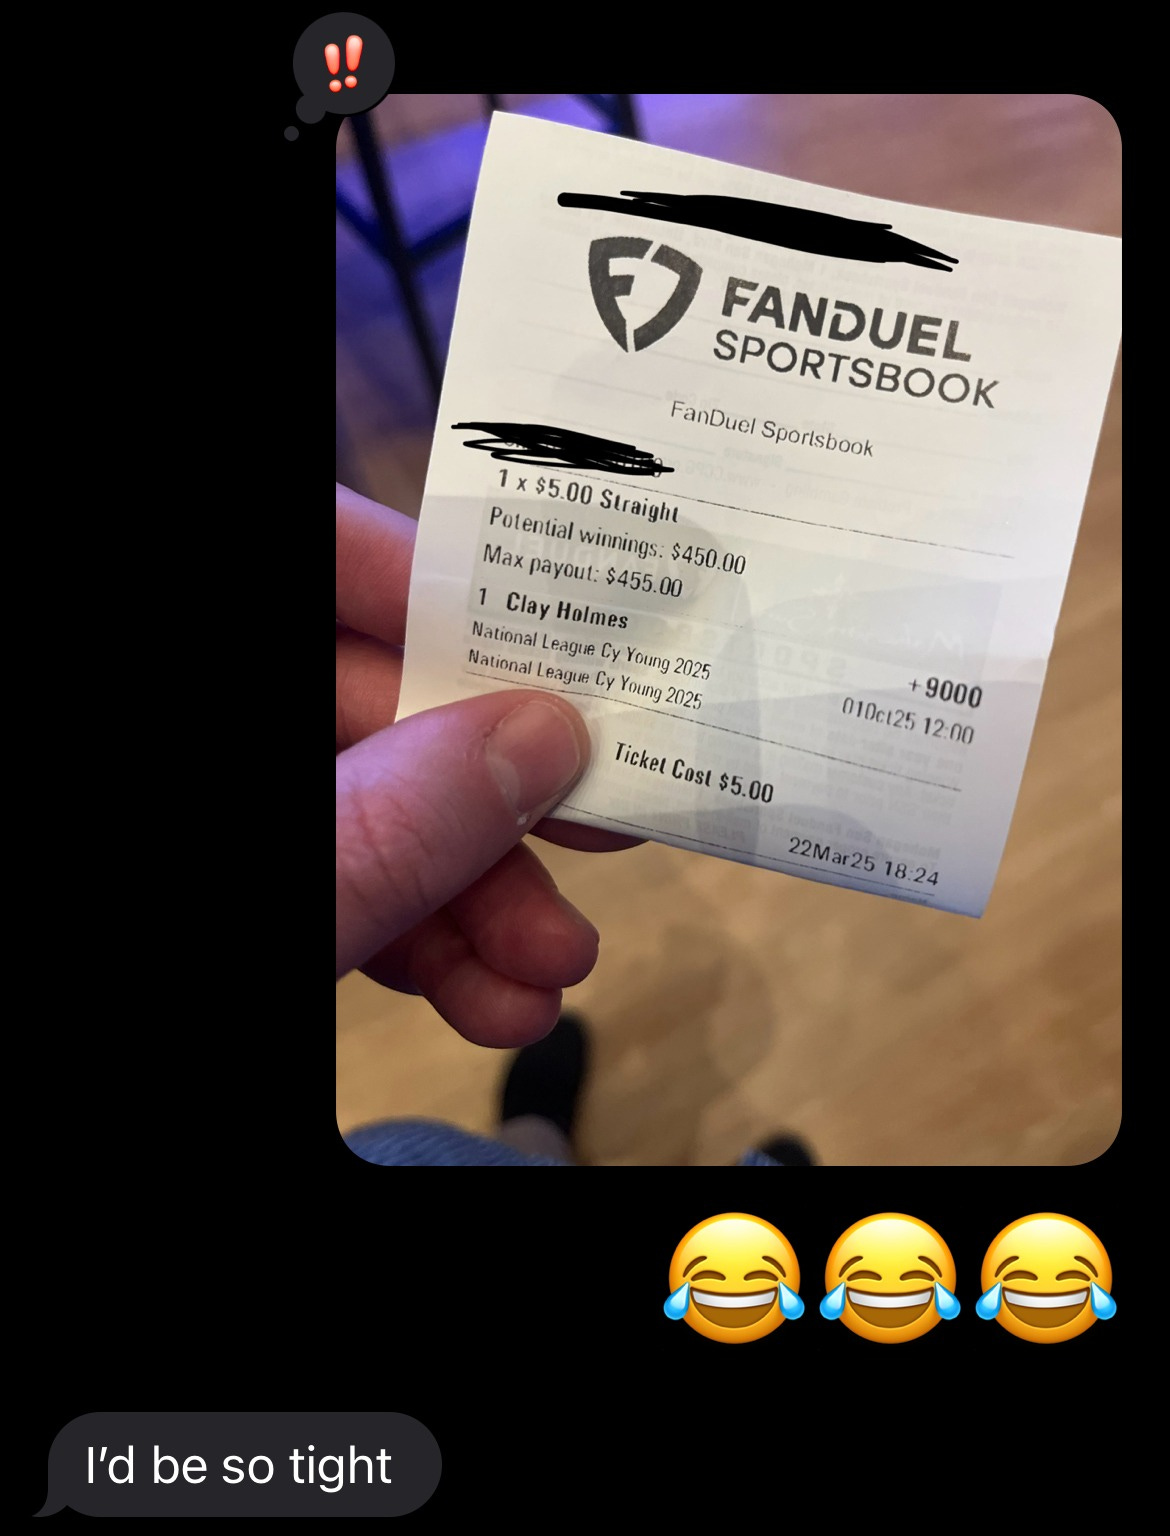 FANDUEL
SPORTSBOOK
FanDuel Sportsbook
1 x $5.00 Straight
Potential winnings: $450.00
Max payout: $455.00
1 Clay Holmes
+9000
National League Cy Young 2025
01Oct25 12:00
National League Cy Young 2025
Ticket Cost $5.00
22Mar25 18:24
I'd be so tight